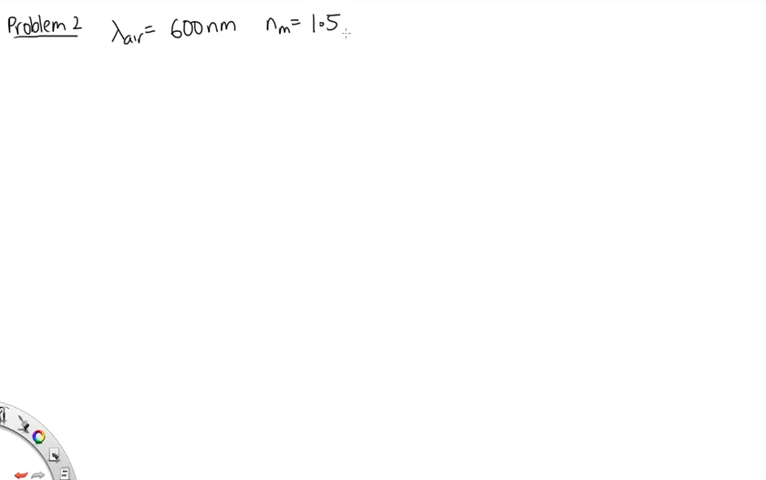 Problem 2 λair = 600nm nm = 1.5